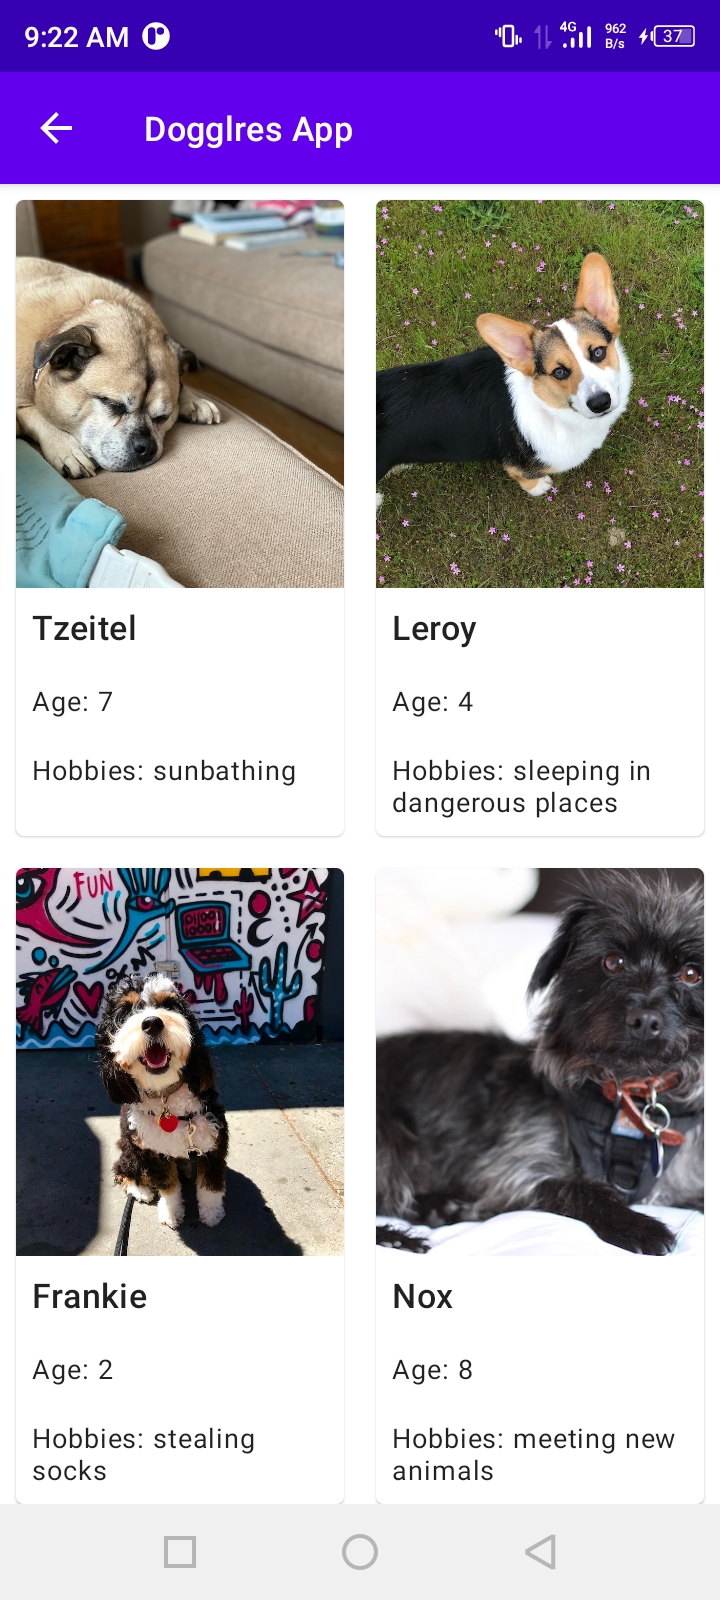 9:22 AM
4G
962
B/s
37
Dogglres App
Tzeitel
Age: 7
Hobbies: sunbathing
Leroy
Age: 4
Hobbies: sleeping in
dangerous places
FUN
Frankie
Age: 2
Hobbies: stealing
socks
Nox
Age: 8
Hobbies: meeting new
animals